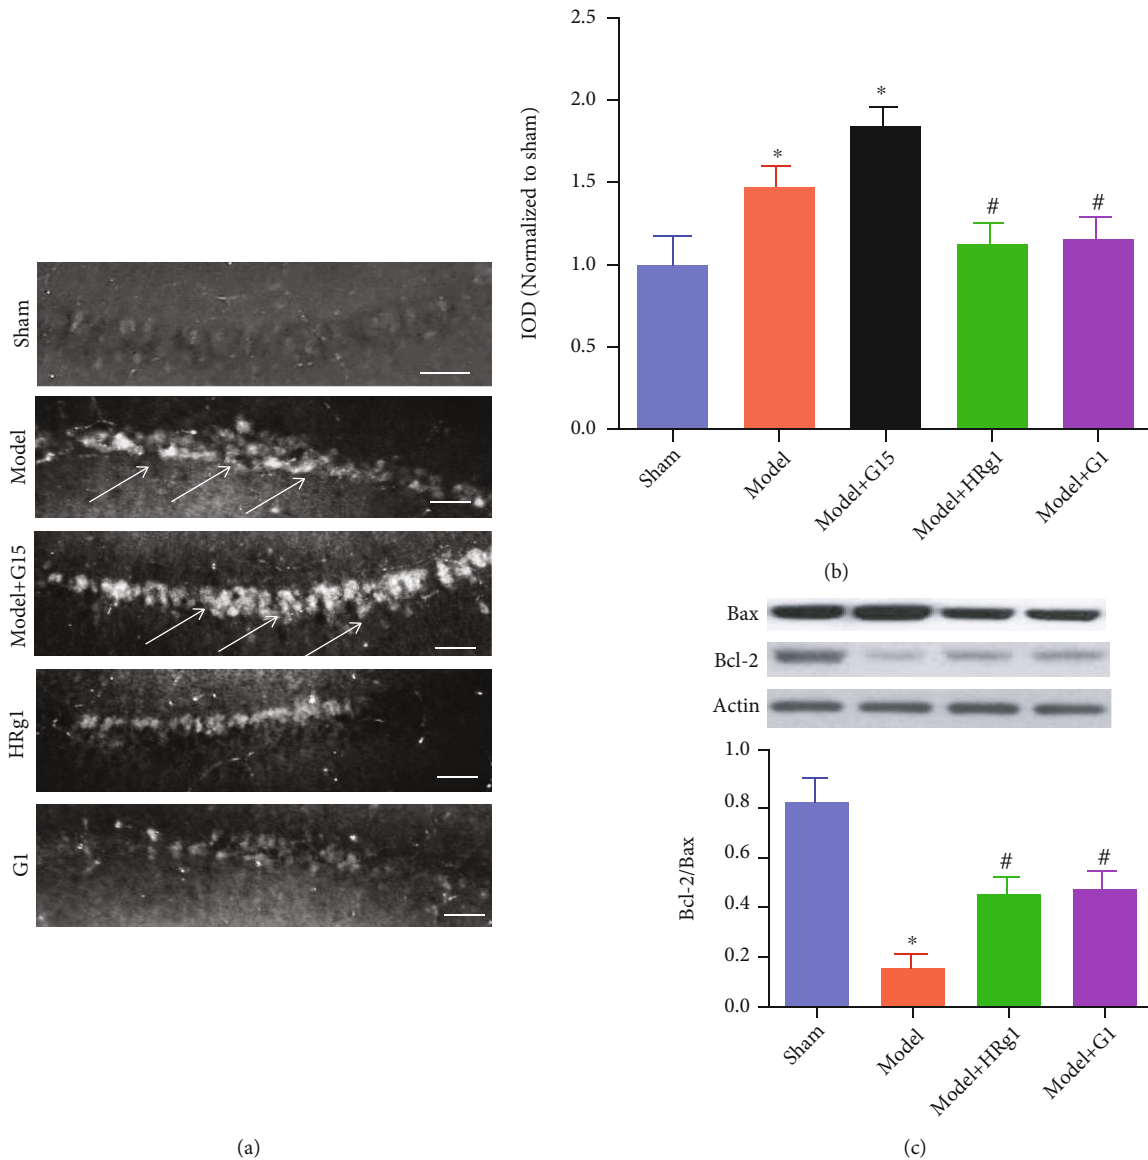 Sham
Model
Model+G15
HRg1
G1
(a)
IOD (Normalized to sham)
2.5
2.0
1.5
1.0
0.5
0.0
*
*
#
#
Sham
Model
Model+G15
Model+HRg1
Model+G1
(b)
Bax
Bcl-2
Actin
Bcl-2/Bax
1.0
0.8
0.6
0.4
0.2
0.0
*
#
#
Sham
Model
Model+HRg1
Model+G1
(c)